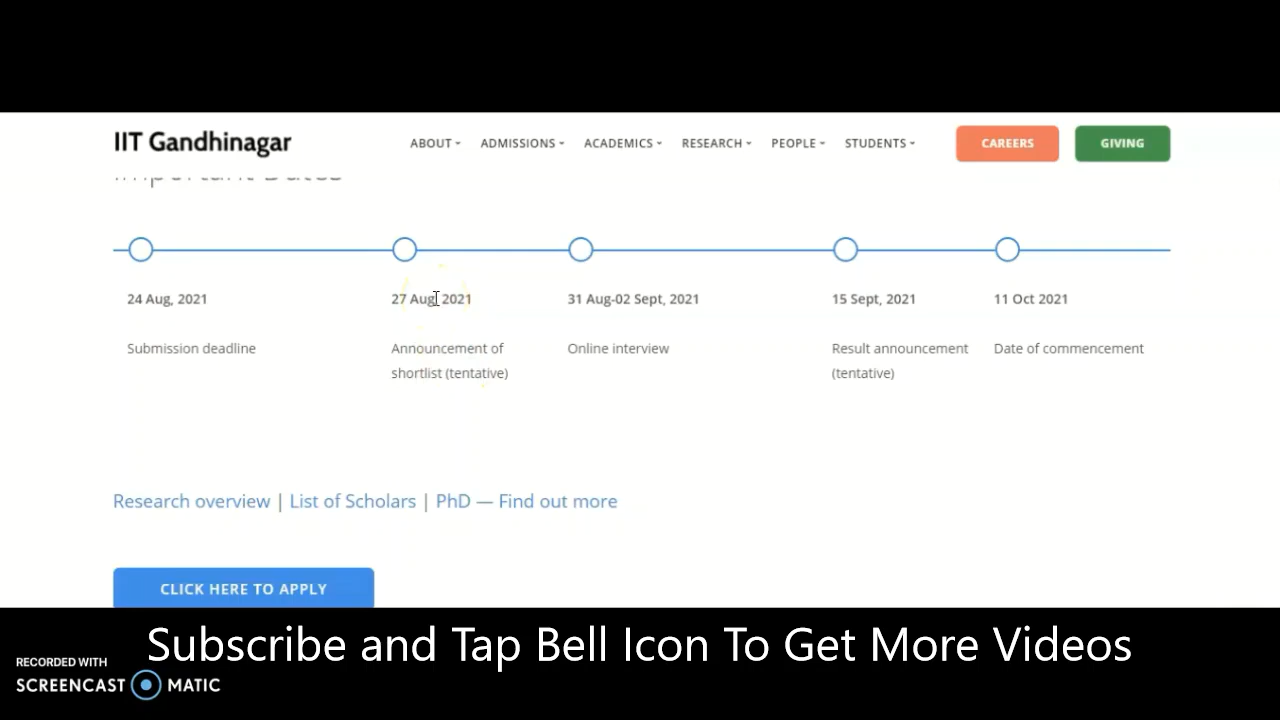 IIT Gandhinagar
ABOUT ADMISSIONS ACADEMICS RESEARCH PEOPLE STUDENTS CAREERS GIVING
Important Dates
24 Aug, 2021 27 Aug, 2021 31 Aug-02 Sept, 2021 15 Sept, 2021 11 Oct 2021
Submission deadline Announcement of Online interview Result announcement Date of commencement
shortlist (tentative) (tentative)
Research overview | List of Scholars | PhD — Find out more
CLICK HERE TO APPLY
Subscribe and Tap Bell Icon To Get More Videos
RECORDED WITH
SCREENCAST MATIC